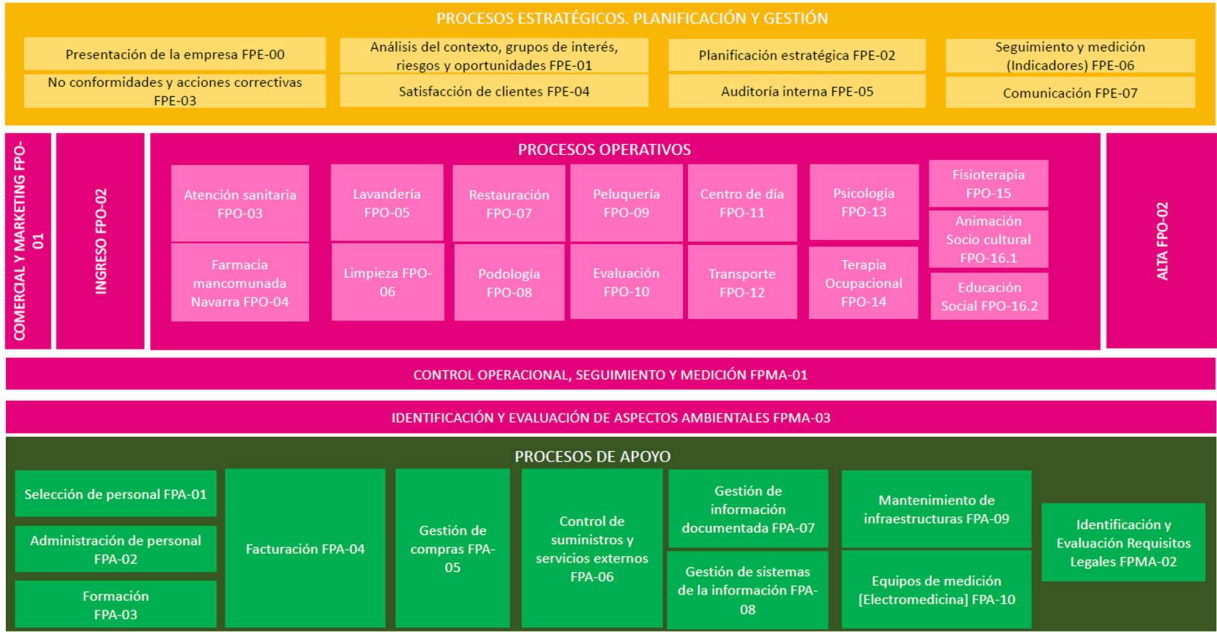 PROCESOS ESTRATÉGICOS. PLANIFICACIÓN Y GESTIÓN
Presentación de la empresa FPE-00
Análisis del contexto, grupos de interés,
riesgos y oportunidades FPE-01
Planificación estratégica FPE-02
Seguimiento y medición
(Indicadores) FPE-06
No conformidades y acciones correctivas
FPE-03
Satisfacción de clientes FPE-04
Auditoría interna FPE-05
Comunicación FPE-07
COMERCIAL Y MARKETING FPO-
01
INGRESO FPO-02
PROCESOS OPERATIVOS
Atención sanitaria
FPO-03
Farmacia
mancomunada
Navarra FPO-04
Lavandería
FPO-05
Limpieza FPO-
06
Restauración
FPO-07
Podología
FPO-08
Peluquería
FPO-09
Evaluación
FPO-10
Centro de día
FPO-11
Transporte
FPO-12
Psicología
FPO-13
Terapia
Ocupacional
FPO-14
Fisioterapia
FPO-15
Animación
Socio cultural
FPO-16.1
Educación
Social FPO-16.2
ALTA FPO-02
CONTROL OPERACIONAL, SEGUIMIENTO Y MEDICIÓN FPMA-01
IDENTIFICACIÓN Y EVALUACIÓN DE ASPECTOS AMBIENTALES FPMA-03
PROCESOS DE APOYO
Selección de personal FPA-01
Administración de personal
FPA-02
Formación
FPA-03
Facturación FPA-04
Gestión de
compras FPA-
05
Control de
suministros y
servicios externos
FPA-06
Gestión de
información
documentada FPA-07
Gestión de sistemas
de la información FPA-
08
Mantenimiento de
infraestructuras FPA-09
Equipos de medición
[Electromedicina] FPA-10
Identificación y
Evaluación Requisitos
Legales FPMA-02